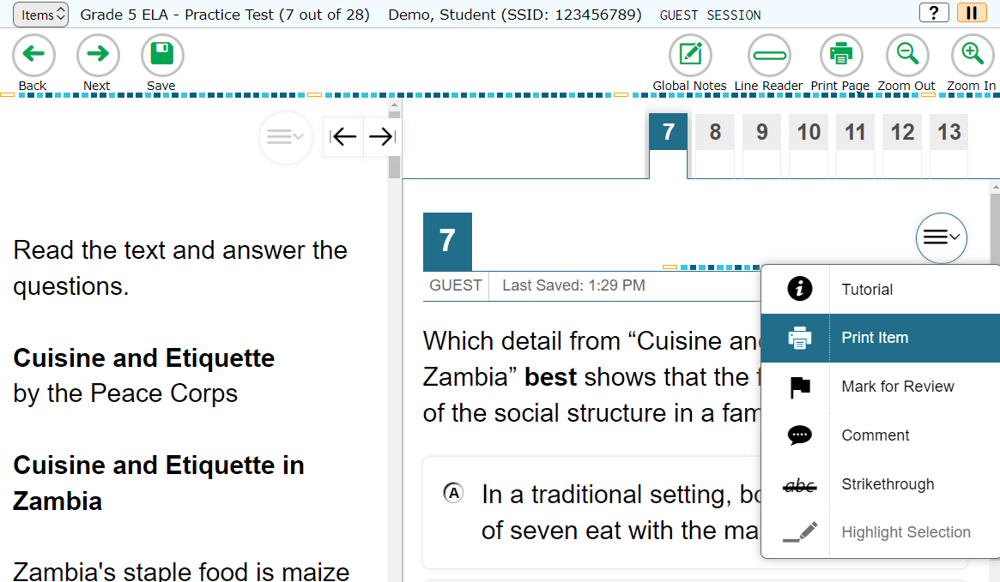 Items Grade 5 ELA - Practice Test (7 out of 28) Demo, Student (SSID: 123456789) GUEST SESSION ?
Back Next Save Global Notes Line Reader Print Page Zoom Out Zoom In
7 8 9 10 11 12 13
Read the text and answer the
questions.
Cuisine and Etiquette
by the Peace Corps
Cuisine and Etiquette in
Zambia
Zambia's staple food is maize
7
GUEST Last Saved: 1:29 PM
Which detail from “Cuisine an
Zambia” best shows that the
of the social structure in a fam
A In a traditional setting, bo
of seven eat with the ma
i Tutorial
Print Item
Mark for Review
Comment
abc Strikethrough
Highlight Selection